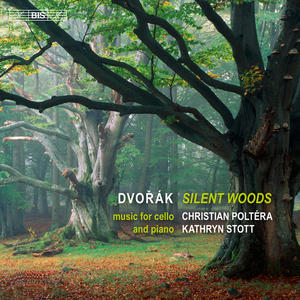 BIS
DVOŘÁK SILENT WOODS
music for cello CHRISTIAN POLTÉRA
and piano KATHRYN STOTT